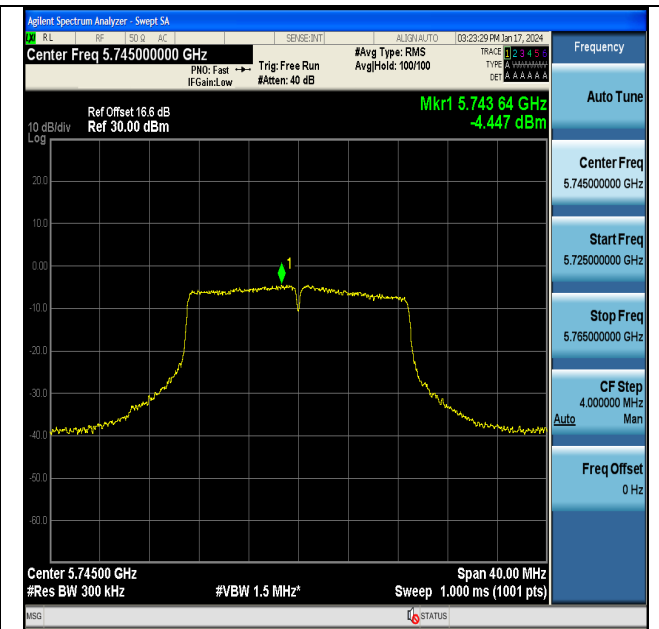 Agilent Spectrum Analyzer - Swept SA
LXI RL RF 50 Ω AC SENSE:INT ALIGN AUTO 03:23:29 PM Jan 17, 2024
Center Freq 5.745000000 GHz
PNO: Fast
IFGain:Low
Trig: Free Run
#Atten: 40 dB
#Avg Type: RMS
Avg|Hold: 100/100
TRACE 1 2 3 4 5 6
TYPE A WWWWW
DET A A A A A A
Ref Offset 16.6 dB
10 dB/div Ref 30.00 dBm
Log
Mkr1 5.743 64 GHz
-4.447 dBm
20.0
10.0
0.00
-10.0
-20.0
-30.0
-40.0
-50.0
-60.0
1
Center 5.74500 GHz Span 40.00 MHz
#Res BW 300 kHz #VBW 1.5 MHz* Sweep 1.000 ms (1001 pts)
MSG STATUS
Frequency
Auto Tune
Center Freq
5.745000000 GHz
Start Freq
5.725000000 GHz
Stop Freq
5.765000000 GHz
CF Step
4.000000 MHz
Auto Man
Freq Offset
0 Hz